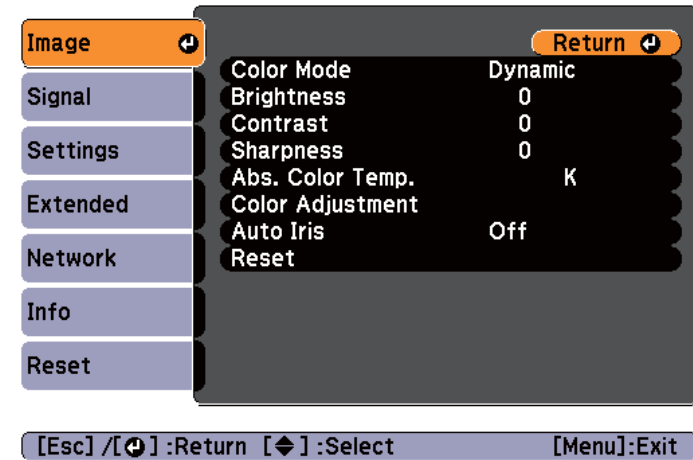 Image
Return
Color Mode Dynamic
Signal
Brightness 0
Contrast 0
Settings
Sharpness 0
Abs. Color Temp. K
Extended
Color Adjustment
Auto Iris Off
Network
Reset
Info
Reset
[Esc] /[⏎] :Return [◆] :Select [Menu]:Exit